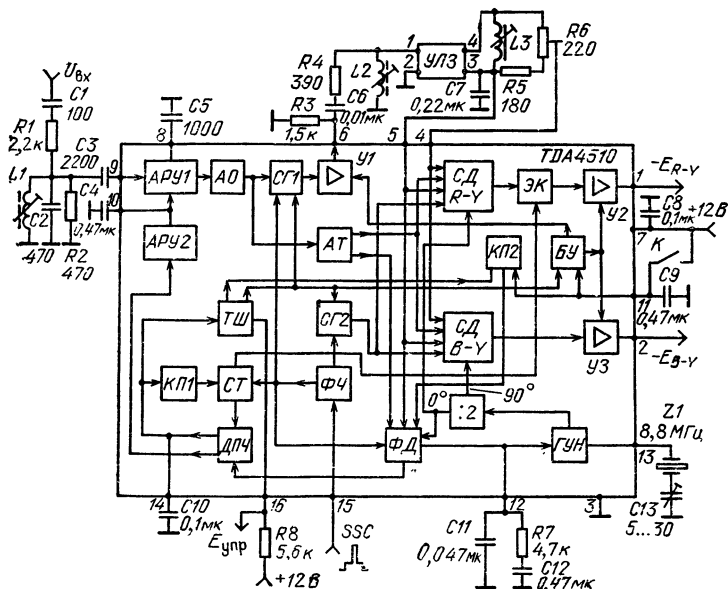 Uвх
C1
100
R1
2,2к
L1
C2
470
C3
2200
C4
0,47мк
R2
470
C5
1000
8
9
10
R4
390
L2
C6
0,01мк
R3
1,5к
6
1
2
УЛЗ
4
3
L3
C7
0,22мк
R5
180
R6
220
5
4
TDA4510
АРУ1
АО
СГ1
У1
СД
R-Y
ЭК
У2
1
-ER-Y
C8
0,1мк
+12В
7
К
АРУ2
АТ
КП2
БУ
C9
0,47мк
11
ТШ
СГ2
СД
B-Y
У3
2
-EB-Y
90°
0°
КП1
СТ
ФЧ
:2
ДПЧ
ФД
ГУН
Z1
8,8МГц
13
C13
5...30
14
C10
0,1мк
16
Eупр
R8
5,6к
+12В
15
SSC
12
C11
0,047мк
R7
4,7к
C12
0,47мк
3